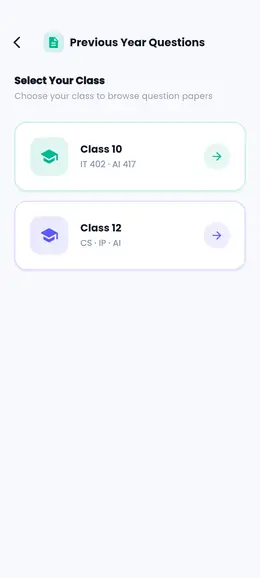 Previous Year Questions
Select Your Class
Choose your class to browse question papers
Class 10
IT 402 · AI 417
Class 12
CS · IP · AI